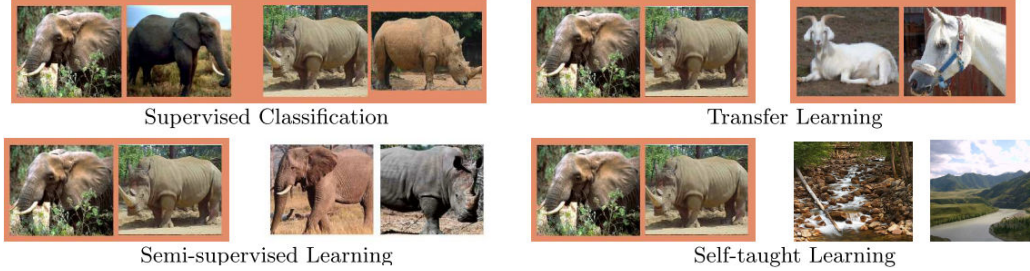 Supervised Classification
Transfer Learning
Semi-supervised Learning
Self-taught Learning